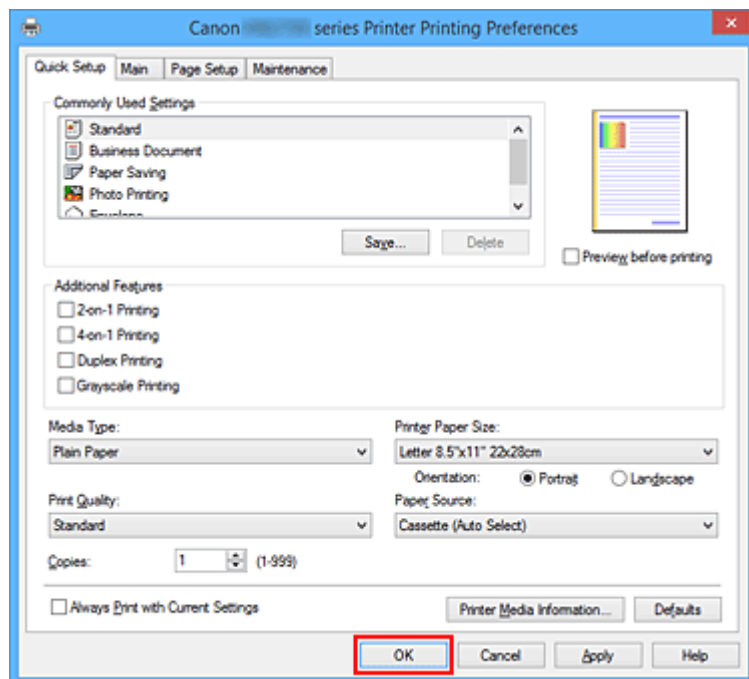 Canon series Printer Printing Preferences
Quick Setup Main Page Setup Maintenance
Commonly Used Settings
Standard
Business Document
Paper Saving
Photo Printing
Envelope
Save... Delete
Preview before printing
Additional Features
2-on-1 Printing
4-on-1 Printing
Duplex Printing
Grayscale Printing
Media Type: Printer Paper Size:
Plain Paper Letter 8.5"x11" 22x28cm
Orientation: Portrait Landscape
Print Quality: Paper Source:
Standard Cassette (Auto Select)
Copies: 1 (1-999)
Always Print with Current Settings Printer Media Information... Defaults
OK Cancel Apply Help